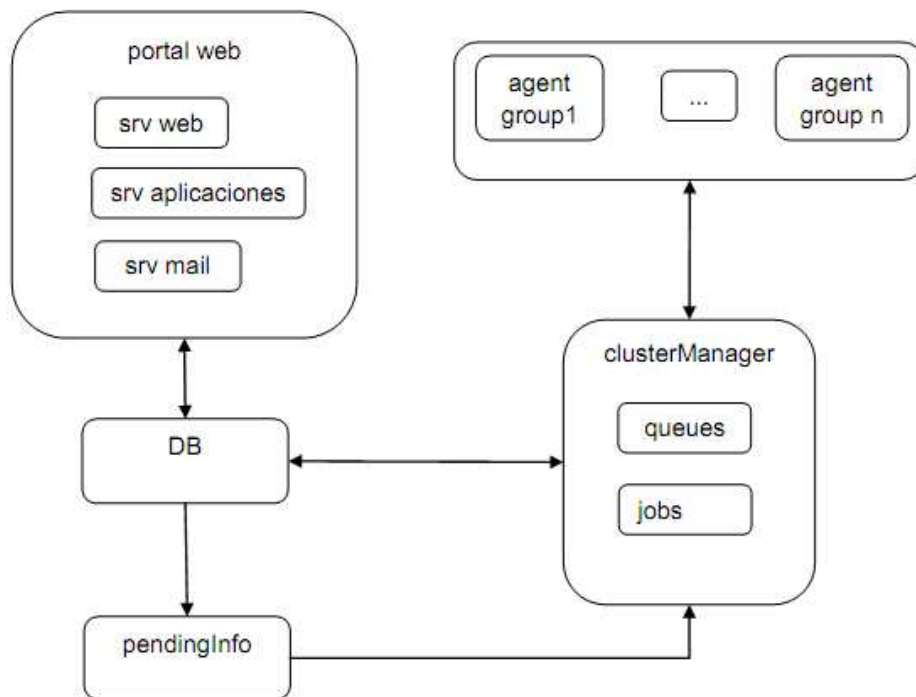 portal web
srv web
srv aplicaciones
srv mail
agent
group1
...
agent
group n
clusterManager
queues
jobs
DB
pendingInfo